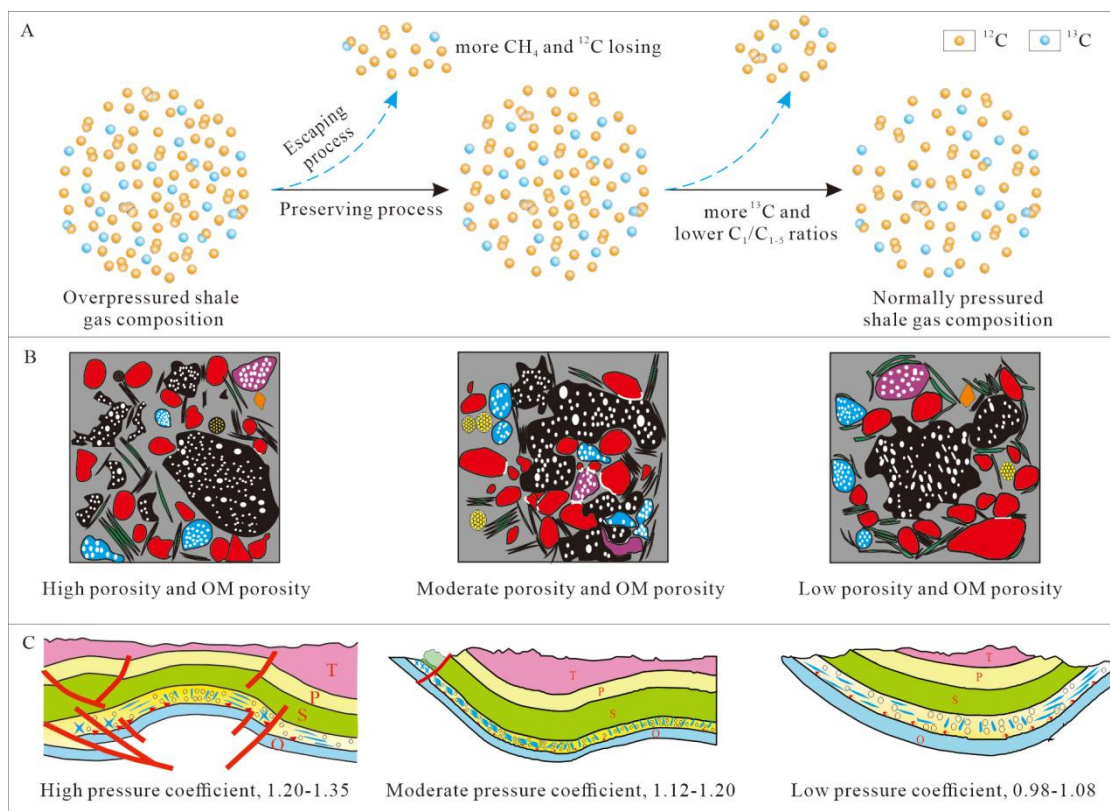 A
more CH₄ and ¹²C losing
¹²C
¹³C
Escaping
process
Preserving process
more ¹³C and
lower C₁/C₁₋₅ ratios
Overpressured shale
gas composition
Normally pressured
shale gas composition
B
High porosity and OM porosity
Moderate porosity and OM porosity
Low porosity and OM porosity
C
T
P
S
O
T
P
S
O
T
P
S
O
High pressure coefficient, 1.20-1.35
Moderate pressure coefficient, 1.12-1.20
Low pressure coefficient, 0.98-1.08